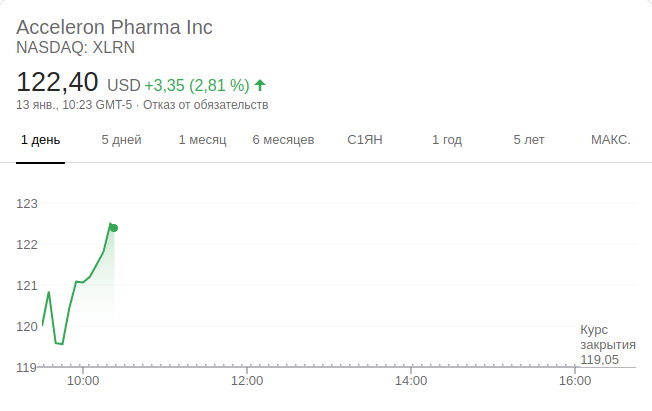 Acceleron Pharma Inc
NASDAQ: XLRN
122,40 USD +3,35 (2,81 %)
13 янв., 10:23 GMT-5 · Отказ от обязательств
1 день 5 дней 1 месяц 6 месяцев С1ЯН 1 год 5 лет МАКС.
123
122
121
120
119
Курс
закрытия
119,05
10:00 12:00 14:00 16:00